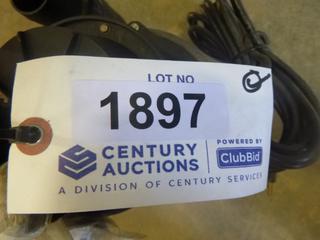 LOT NO
1897
CENTURY
AUCTIONS
POWERED BY
ClubBid
A DIVISION OF CENTURY SERVICES